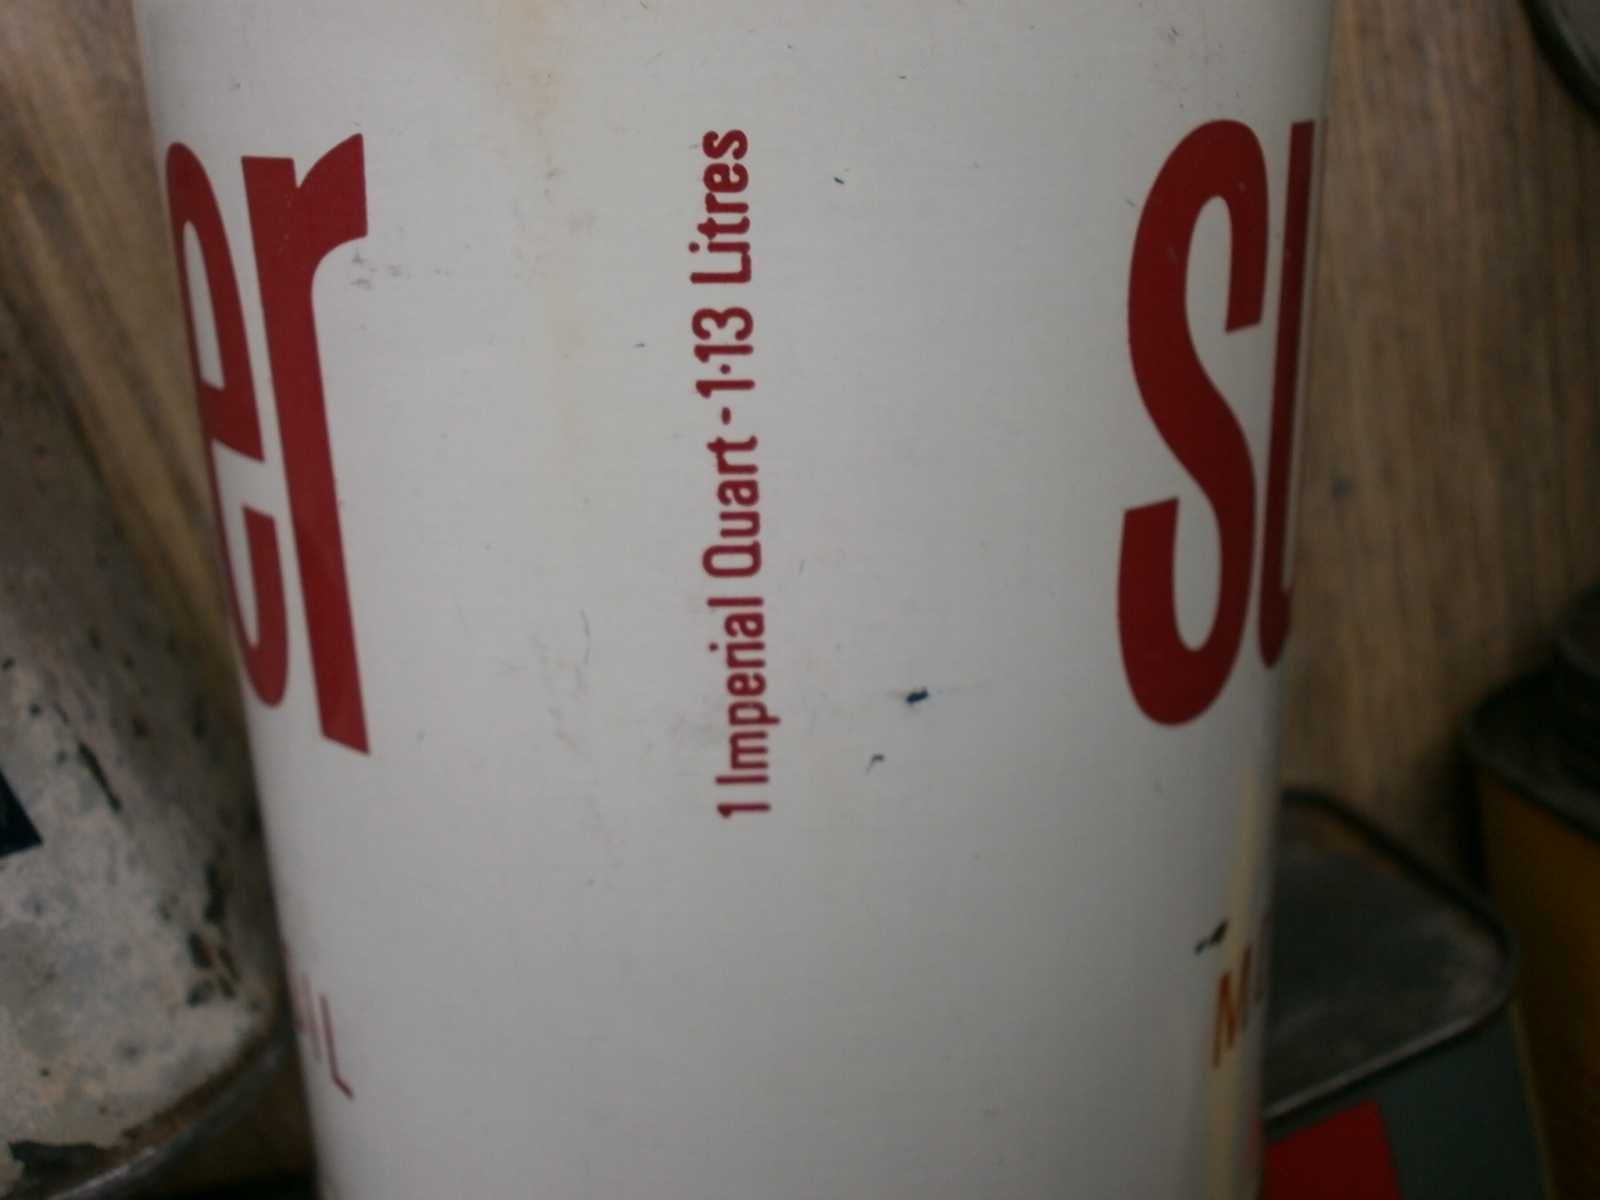 er
1 Imperial Quart - 1·13 Litres
SU